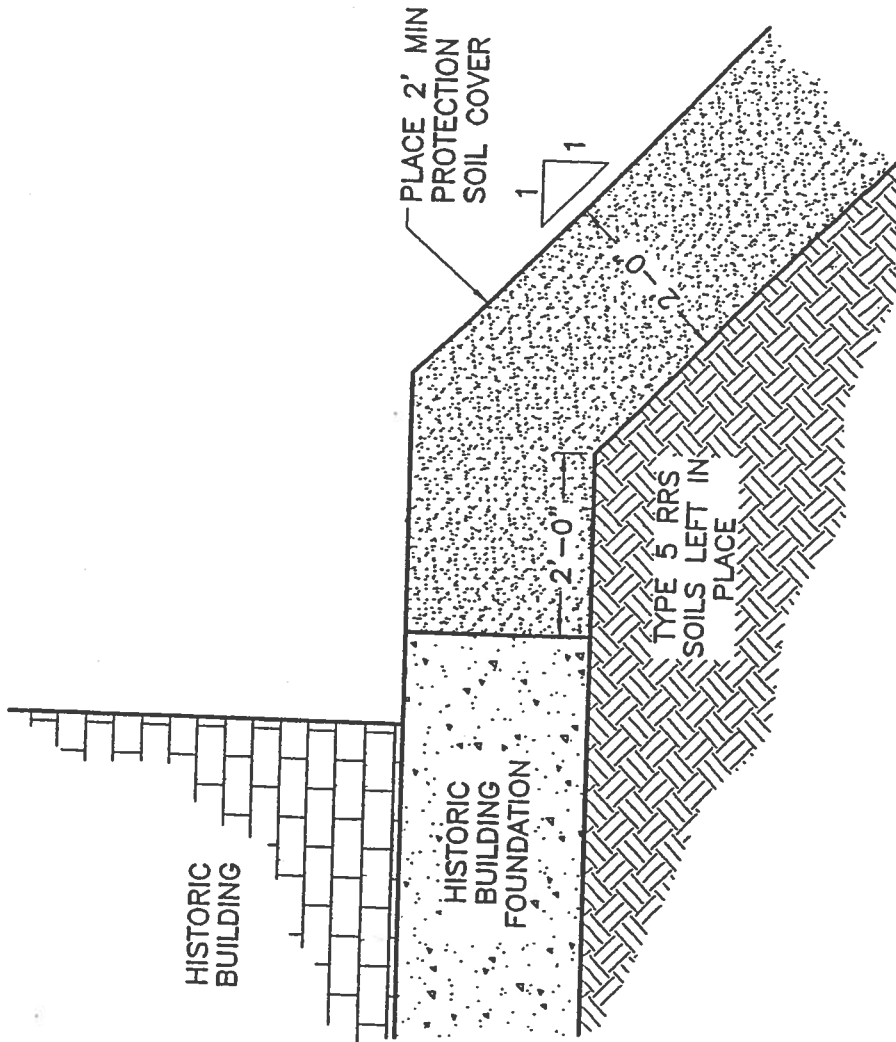 HISTORIC
BUILDING
HISTORIC
BUILDING
FOUNDATION
PLACE 2' MIN
PROTECTION
SOIL COVER
1
1
2'-0"
2'-0"
TYPE 5 RRS
SOILS LEFT IN
PLACE